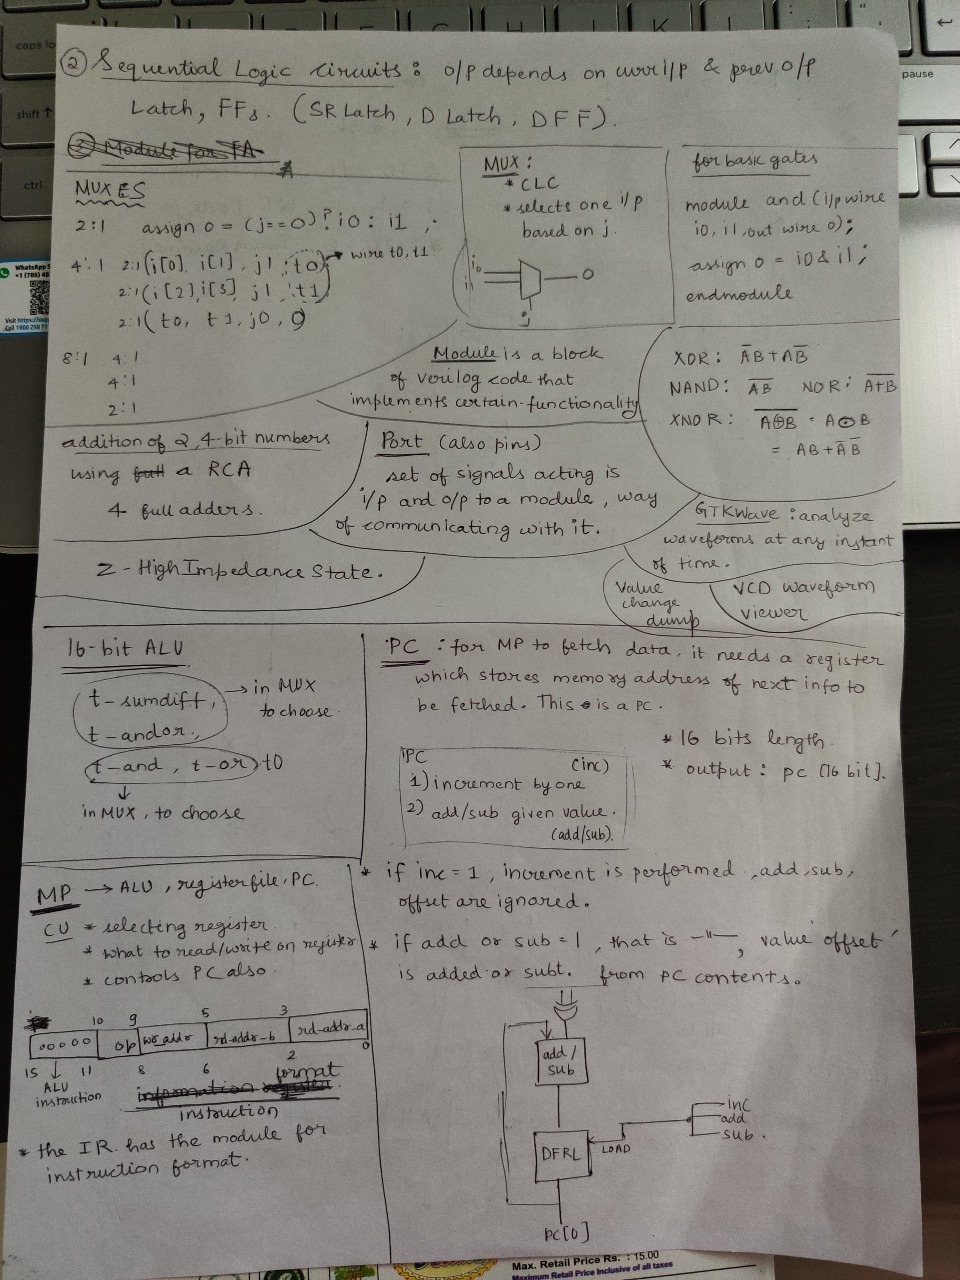 ② Sequential Logic Circuits: o/p depends on curr i/p & prev o/p
Latch, FFs. (SR Latch, D Latch, DFF).
③ Module for FA
MUXES
2:1 assign o = (j==0)? i0 : i1 ;
4:1 2:1(i[0], i[1], j1, t0) → wire t0, t1
2:1(i[2], i[3], j1, t1)
2:1(t0, t1, j0, o)
8:1 4:1
4:1
2:1
MUX:
* CLC
* selects one i/p
based on j.
i0
i1
o
j
for basic gates
module and (i/p wire
i0, i1, out wire o);
assign o = i0 & i1;
endmodule
Module is a block
of verilog code that
implements certain functionality
XOR: A̅B + AB̅
NAND: A̅B̅ NOR: A̅+̅B̅
XNOR: A̅⊕̅B̅ = A⊙B
= AB + A̅ B̅
addition of 2, 4-bit numbers
using full a RCA
4 full adders.
Port (also pins)
set of signals acting is
i/p and o/p to a module, way
of communicating with it.
GTKWave: analyze
waveforms at any instant
of time.
Z - High Impedance State.
Value
change
dump
VCD waveform
viewer
16-bit ALU
t-sumdiff, → in MUX
to choose.
t-andor,
t-and, t-or, t0
in MUX, to choose
PC: for MP to fetch data, it needs a register
which stores memory address of next info to
be fetched. This is a PC.
* 16 bits length.
* output: pc [16 bit].
PC
(inc)
1) increment by one
2) add/sub given value.
(add/sub).
MP → ALU, register file, PC.
CU * selecting register
* what to read/write on register
* controls PC also.
* if inc = 1, increment is performed, add, sub,
offset are ignored.
* if add or sub = 1, that is -"-, value 'offset'
is added or subt. from PC contents.
10 9 5 3
00000 op wr_addr rd-addr-b rd-addr-a
15 11 8 6 2 0
ALU
instruction
format
information register
instruction
* the IR. has the module for
instruction format.
add/
sub
DFRL
LOAD
inc
add
sub.
pc[0]
caps lo
shift ↑
ctrl
pause
WhatsApp
Max. Retail Price Rs. : 15.00
Maximum Retail Price Inclusive of all taxes